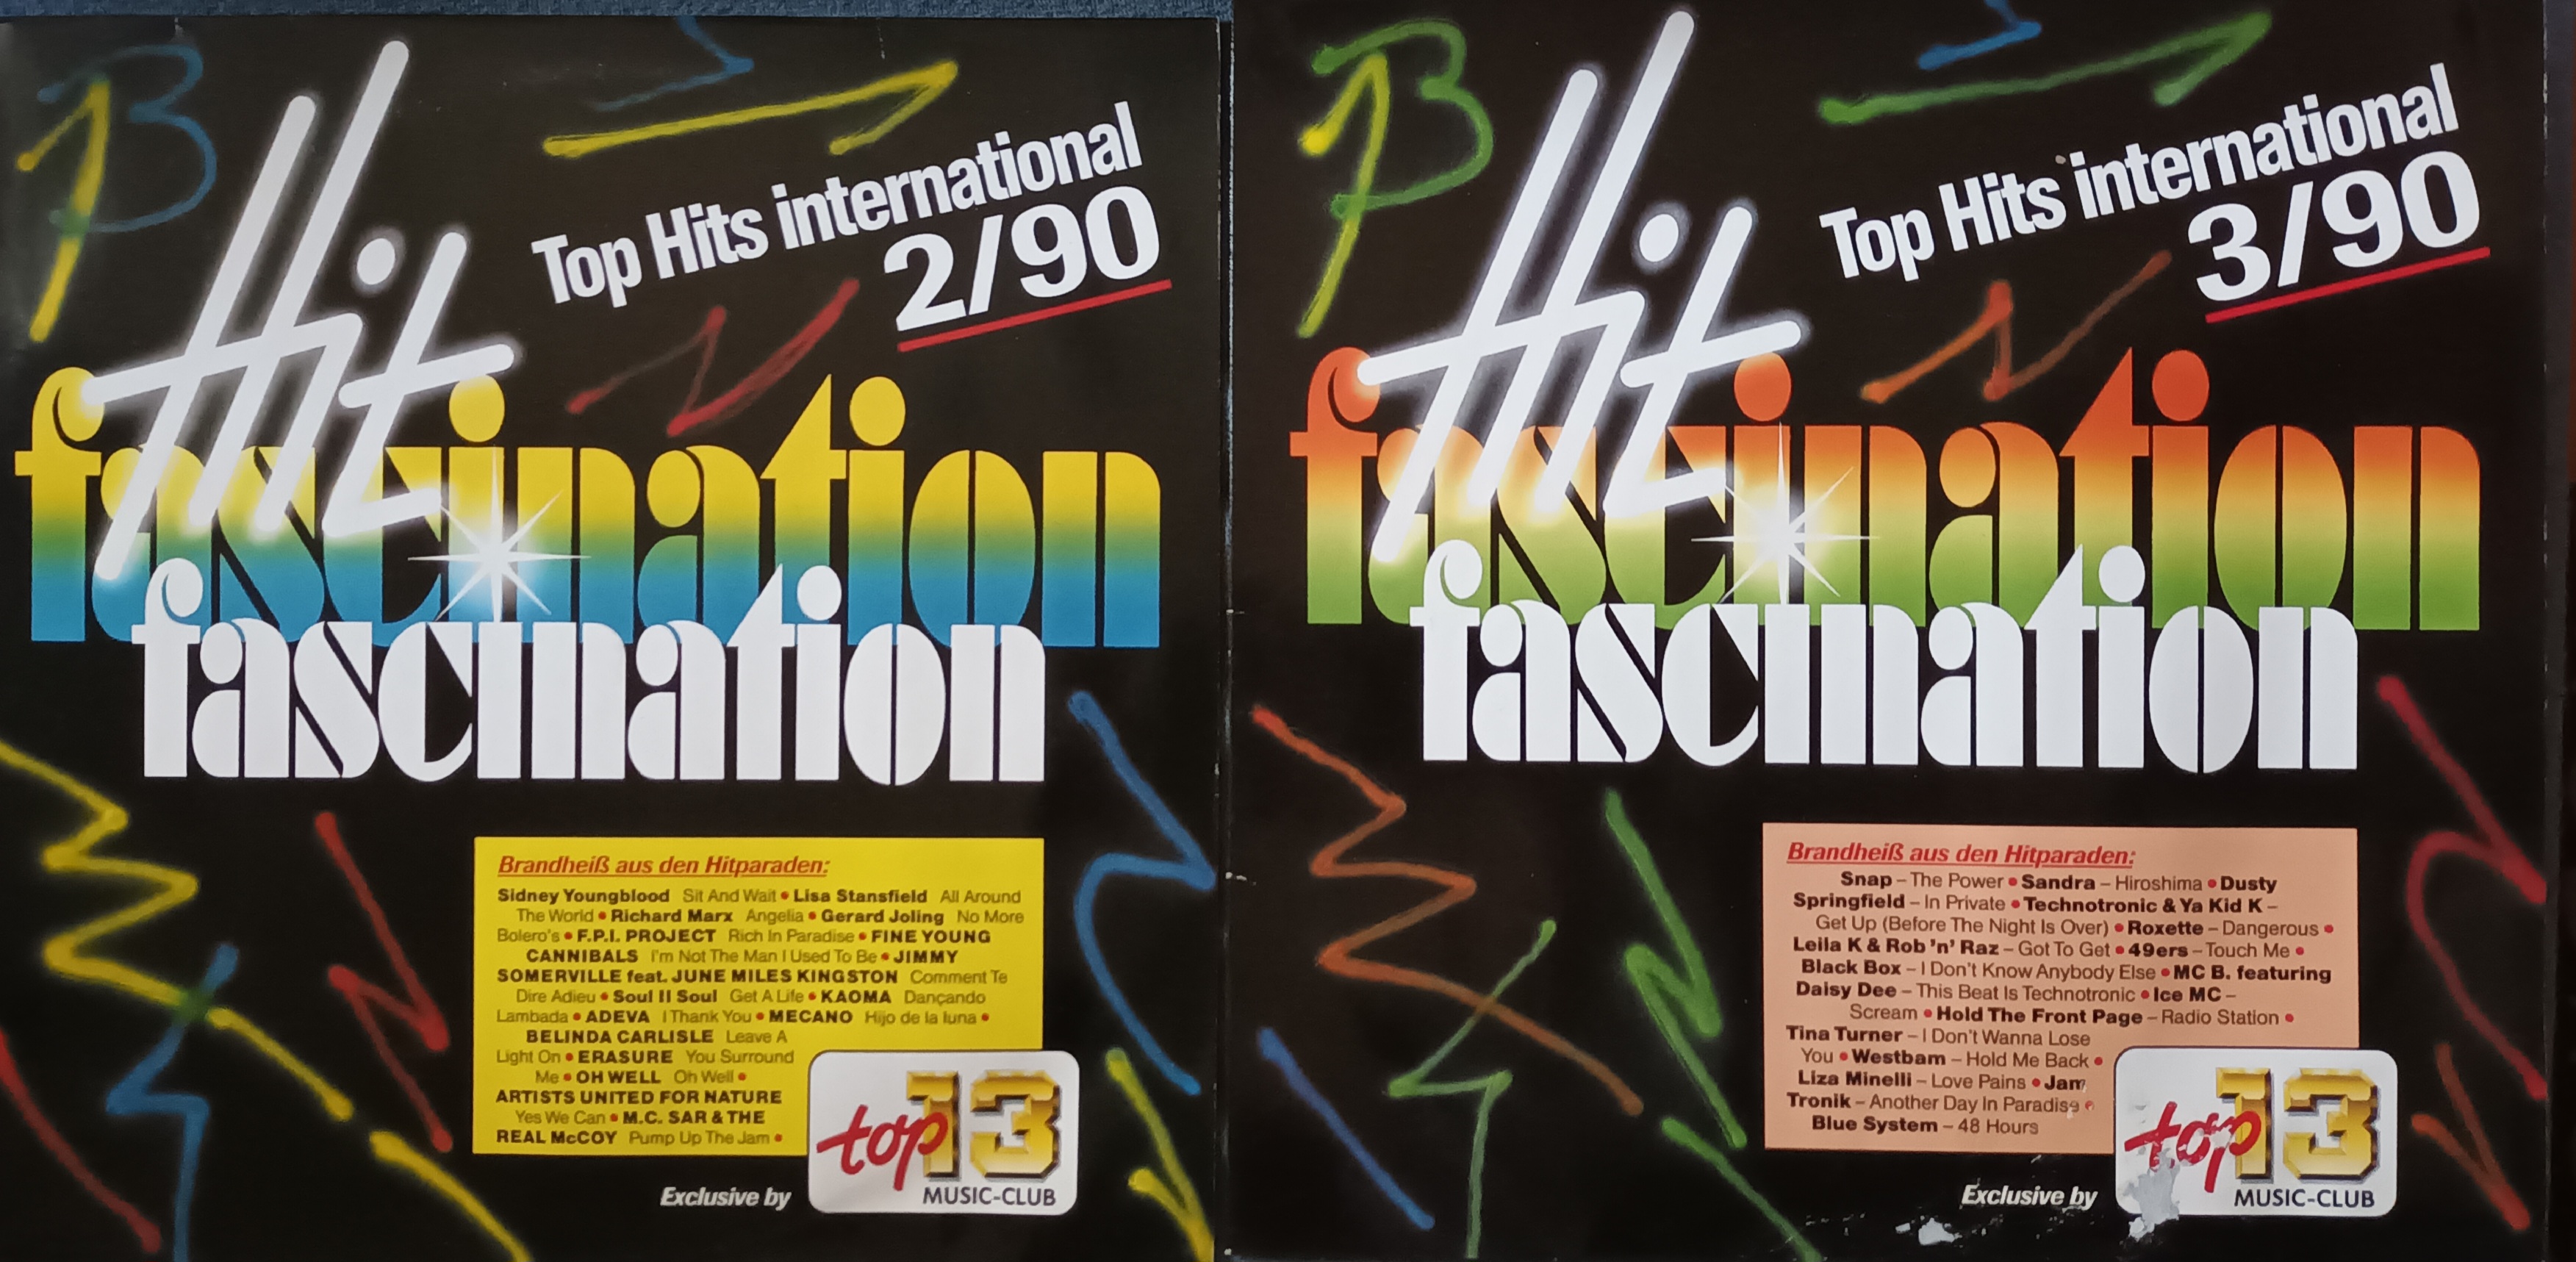 Hit
Top Hits international
2/90
fascination
fascination
Brandheiß aus den Hitparaden:
Sidney Youngblood Sit And Wait • Lisa Stansfield All Around
The World • Richard Marx Angelia • Gerard Joling No More
Bolero's • F.P.I. PROJECT Rich In Paradise • FINE YOUNG
CANNIBALS I'm Not The Man I Used To Be • JIMMY
SOMERVILLE feat. JUNE MILES KINGSTON Comment Te
Dire Adieu • Soul II Soul Get A Life • KAOMA Dançando
Lambada • ADEVA I Thank You • MECANO Hijo de la luna •
BELINDA CARLISLE Leave A
Light On • ERASURE You Surround
Me • OH WELL Oh Well •
ARTISTS UNITED FOR NATURE
Yes We Can • M.C. SAR & THE
REAL McCOY Pump Up The Jam •
Exclusive by
top 13
MUSIC-CLUB
Hit
Top Hits international
3/90
fascination
fascination
Brandheiß aus den Hitparaden:
Snap – The Power • Sandra – Hiroshima • Dusty
Springfield – In Private • Technotronic & Ya Kid K –
Get Up (Before The Night Is Over) • Roxette – Dangerous •
Leila K & Rob 'n' Raz – Got To Get • 49ers – Touch Me •
Black Box – I Don't Know Anybody Else • MC B. featuring
Daisy Dee – This Beat Is Technotronic • Ice MC –
Scream • Hold The Front Page – Radio Station •
Tina Turner – I Don't Wanna Lose
You • Westbam – Hold Me Back •
Liza Minelli – Love Pains • Jam
Tronik – Another Day In Paradise •
Blue System – 48 Hours
Exclusive by
top 13
MUSIC-CLUB